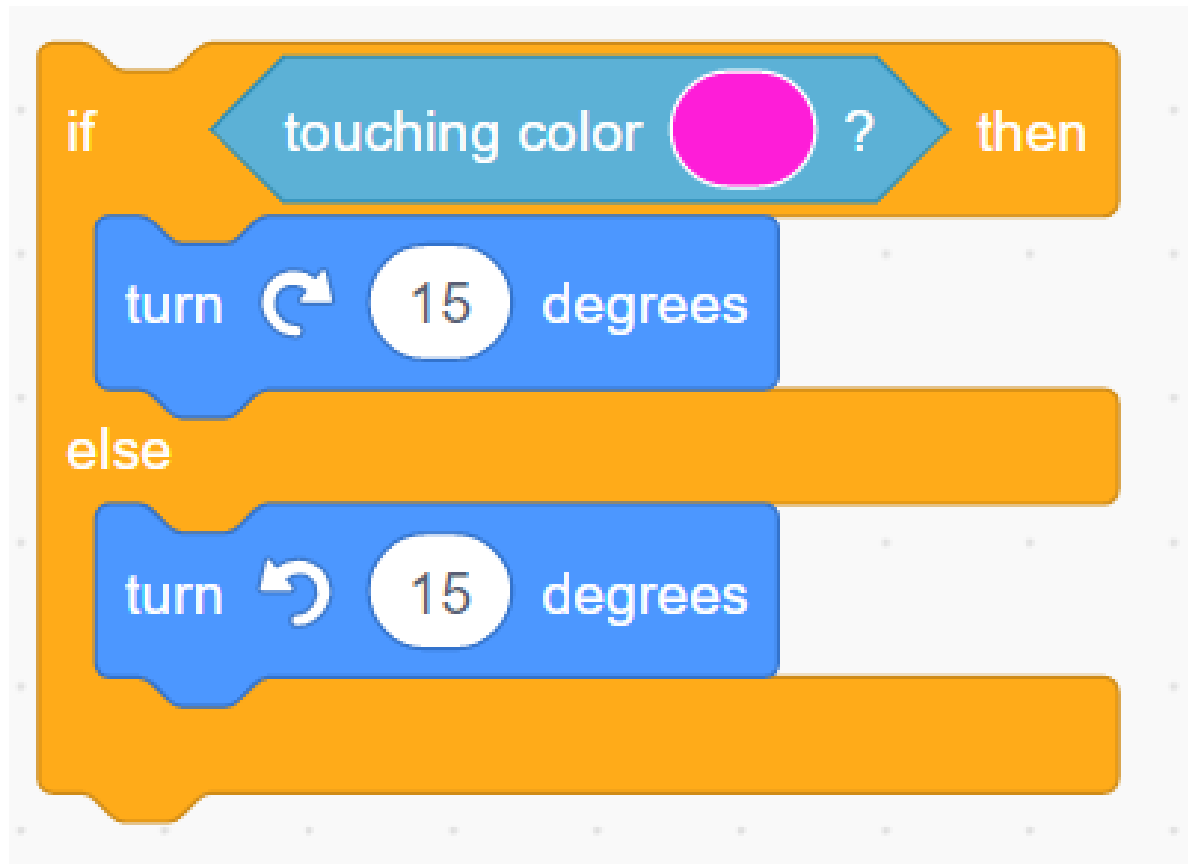 if touching color ? then
turn 15 degrees
else
turn 15 degrees